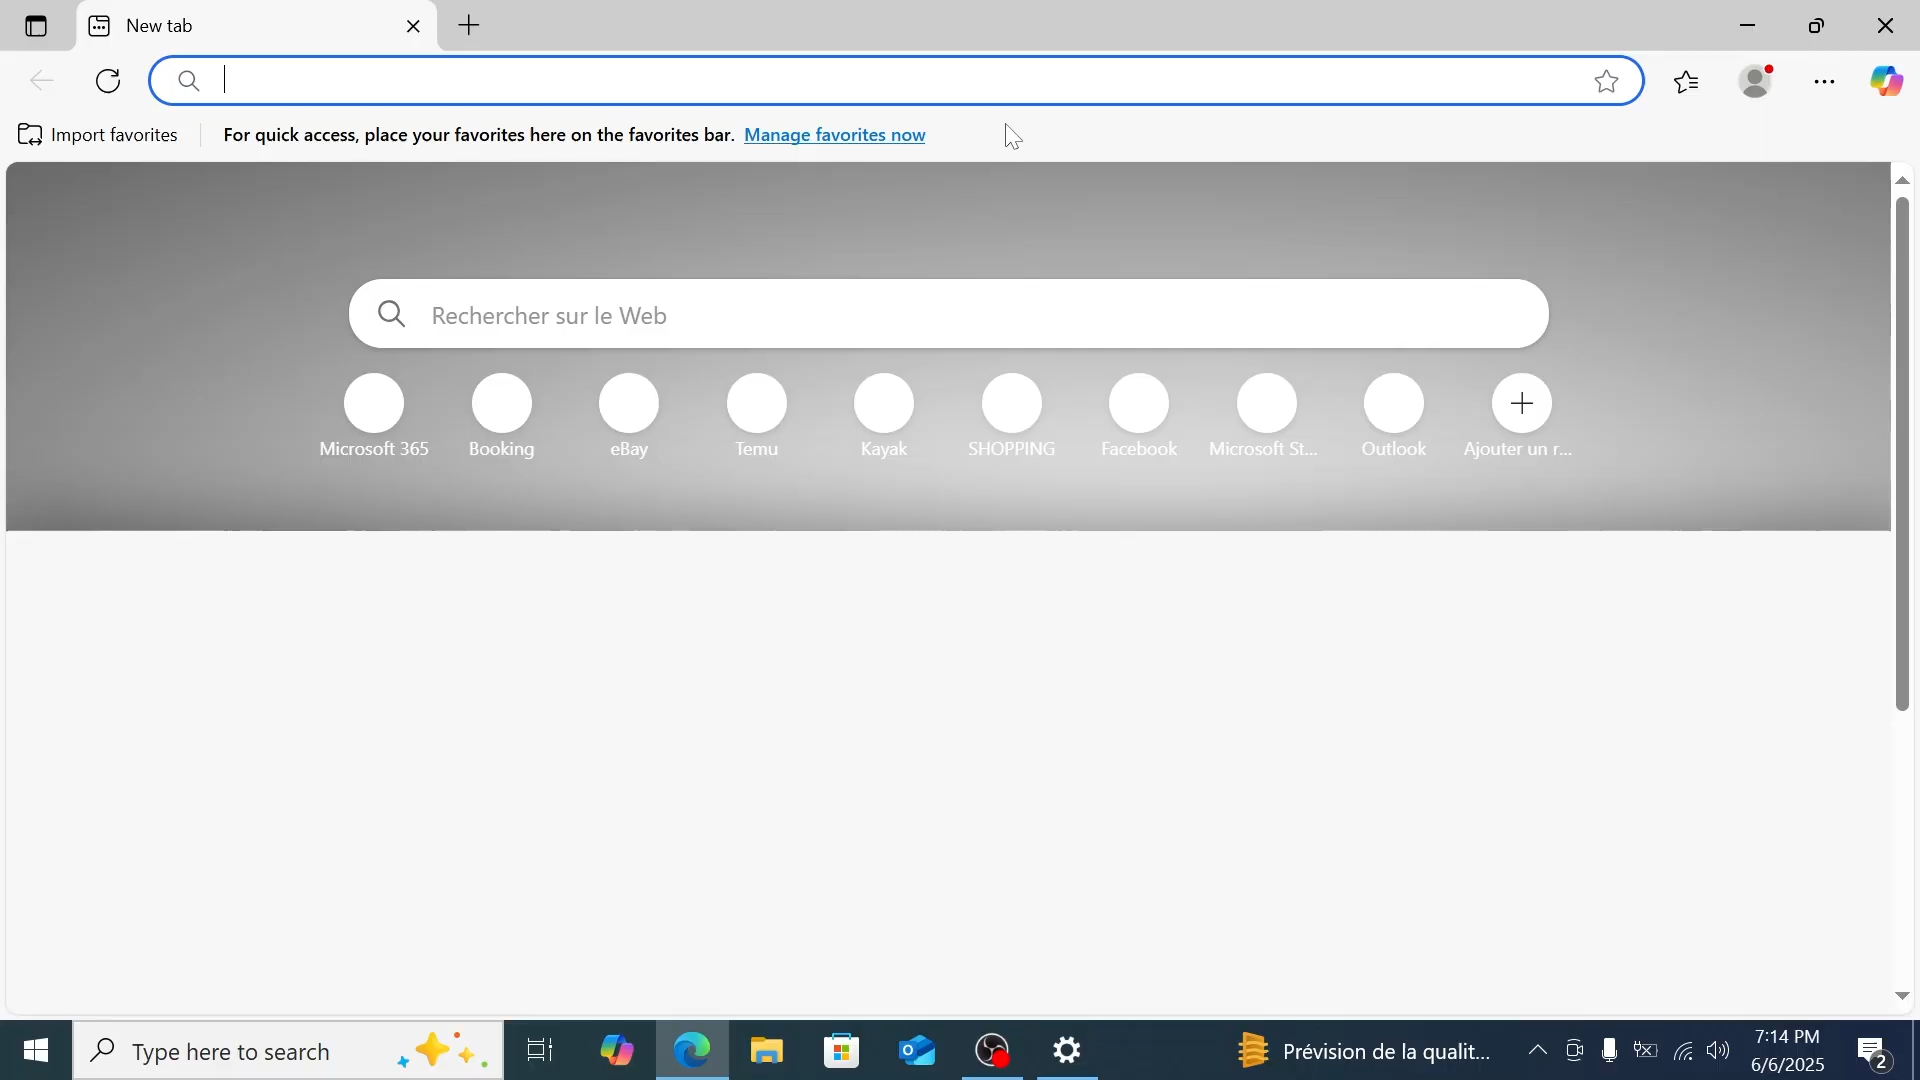 New tab
Import favorites
For quick access, place your favorites here on the favorites bar. Manage favorites now
Rechercher sur le Web
Microsoft 365 Booking eBay Temu Kayak SHOPPING Facebook Microsoft St... Outlook Ajouter un r...
Type here to search
Prévision de la qualit...
7:14 PM
6/6/2025
2